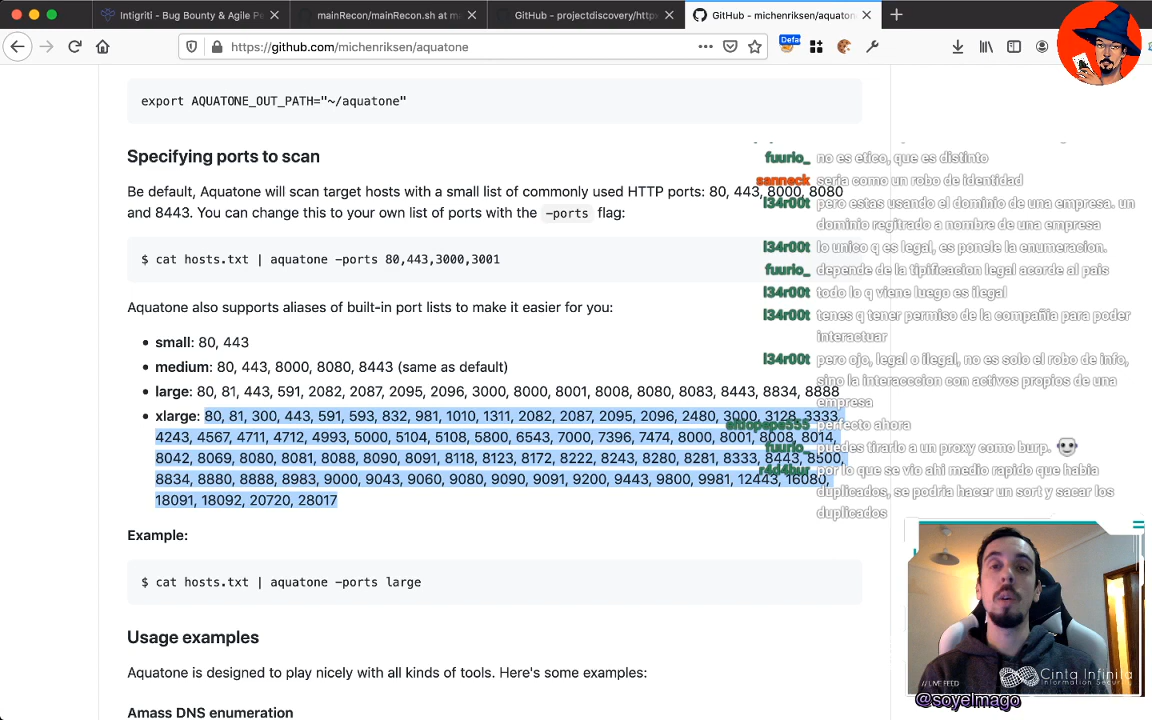 Intigriti - Bug Bounty & Agile Pe
mainRecon/mainRecon.sh at ma
GitHub - projectdiscovery/http
GitHub - michenriksen/aquaton
https://github.com/michenriksen/aquatone
Defa
export AQUATONE_OUT_PATH="~/aquatone"
Specifying ports to scan
Be default, Aquatone will scan target hosts with a small list of commonly used HTTP ports: 80, 443, 8000, 8080
and 8443. You can change this to your own list of ports with the -ports flag:
$ cat hosts.txt | aquatone -ports 80,443,3000,3001
Aquatone also supports aliases of built-in port lists to make it easier for you:
• small: 80, 443
• medium: 80, 443, 8000, 8080, 8443 (same as default)
• large: 80, 81, 443, 591, 2082, 2087, 2095, 2096, 3000, 8000, 8001, 8008, 8080, 8083, 8443, 8834, 8888
• xlarge: 80, 81, 300, 443, 591, 593, 832, 981, 1010, 1311, 2082, 2087, 2095, 2096, 2480, 3000, 3128, 3333,
4243, 4567, 4711, 4712, 4993, 5000, 5104, 5108, 5800, 6543, 7000, 7396, 7474, 8000, 8001, 8008, 8014,
8042, 8069, 8080, 8081, 8088, 8090, 8091, 8118, 8123, 8172, 8222, 8243, 8280, 8281, 8333, 8443, 8500,
8834, 8880, 8888, 8983, 9000, 9043, 9060, 9080, 9090, 9091, 9200, 9443, 9800, 9981, 12443, 16080,
18091, 18092, 20720, 28017
Example:
$ cat hosts.txt | aquatone -ports large
Usage examples
Aquatone is designed to play nicely with all kinds of tools. Here's some examples:
Amass DNS enumeration
fuurio_ no es etico, que es distinto
sanneck seria como un robo de identidad
l34r00t pero estas usando el dominio de una empresa. un
dominio regitrado a nombre de una empresa
l34r00t lo unico q es legal, es ponele la enumeracion.
fuurio_ depende de la tipificacion legal acorde al pais
l34r00t todo lo q viene luego es ilegal
l34r00t tenes q tener permiso de la compañia para poder
interactuar
l34r00t pero ojo, legal o ilegal, no es solo el robo de info,
sino la interacccion con activos propios de una
empresa
eltiopepe555 perfecto ahora
fuurio_ puedes tirarlo a un proxy como burp.
r4d4bur por lo que se vio ahi medio rapido que habia
duplicados, se podria hacer un sort y sacar los
duplicados
// LIVE FEED
Cinta Infinita
Information Security
@soyelmago